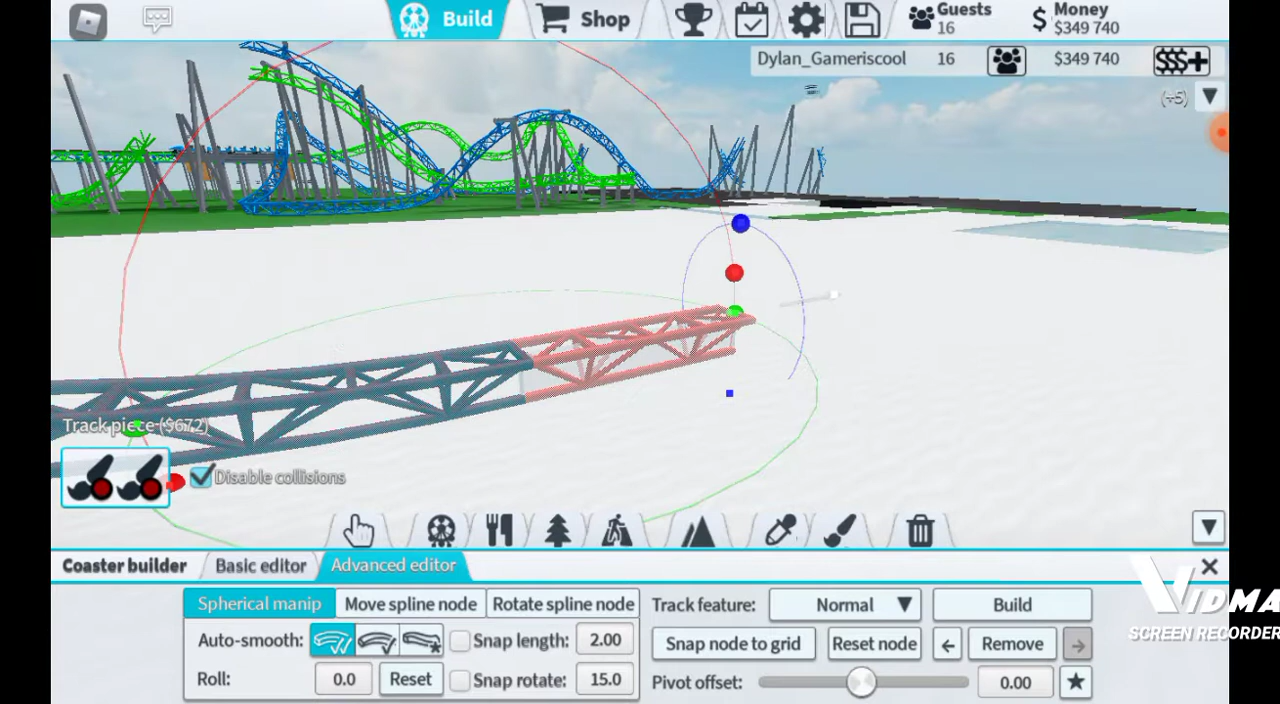 Build
Shop
Guests
16
$
Money
$349 740
Dylan_Gameriscool 16 $349 740
$$$+
(+5)
Track piece ($672)
Disable collisions
Coaster builder Basic editor Advanced editor
Spherical manip Move spline node Rotate spline node Track feature: Normal Build
Auto-smooth: Snap length: 2.00 Snap node to grid Reset node Remove
Roll: 0.0 Reset Snap rotate: 15.0 Pivot offset: 0.00
VIDMA
SCREEN RECORDER